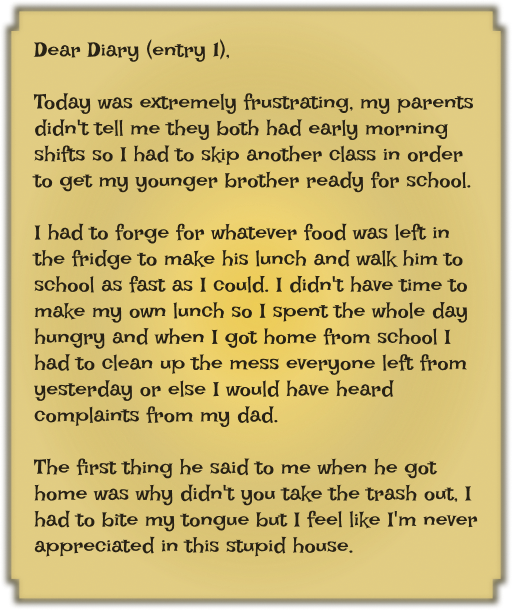 Dear Diary (entry 1),
Today was extremely frustrating, my parents
didn't tell me they both had early morning
shifts so I had to skip another class in order
to get my younger brother ready for school.
I had to forge for whatever food was left in
the fridge to make his lunch and walk him to
school as fast as I could. I didn't have time to
make my own lunch so I spent the whole day
hungry and when I got home from school I
had to clean up the mess everyone left from
yesterday or else I would have heard
complaints from my dad.
The first thing he said to me when he got
home was why didn't you take the trash out, I
had to bite my tongue but I feel like I'm never
appreciated in this stupid house.